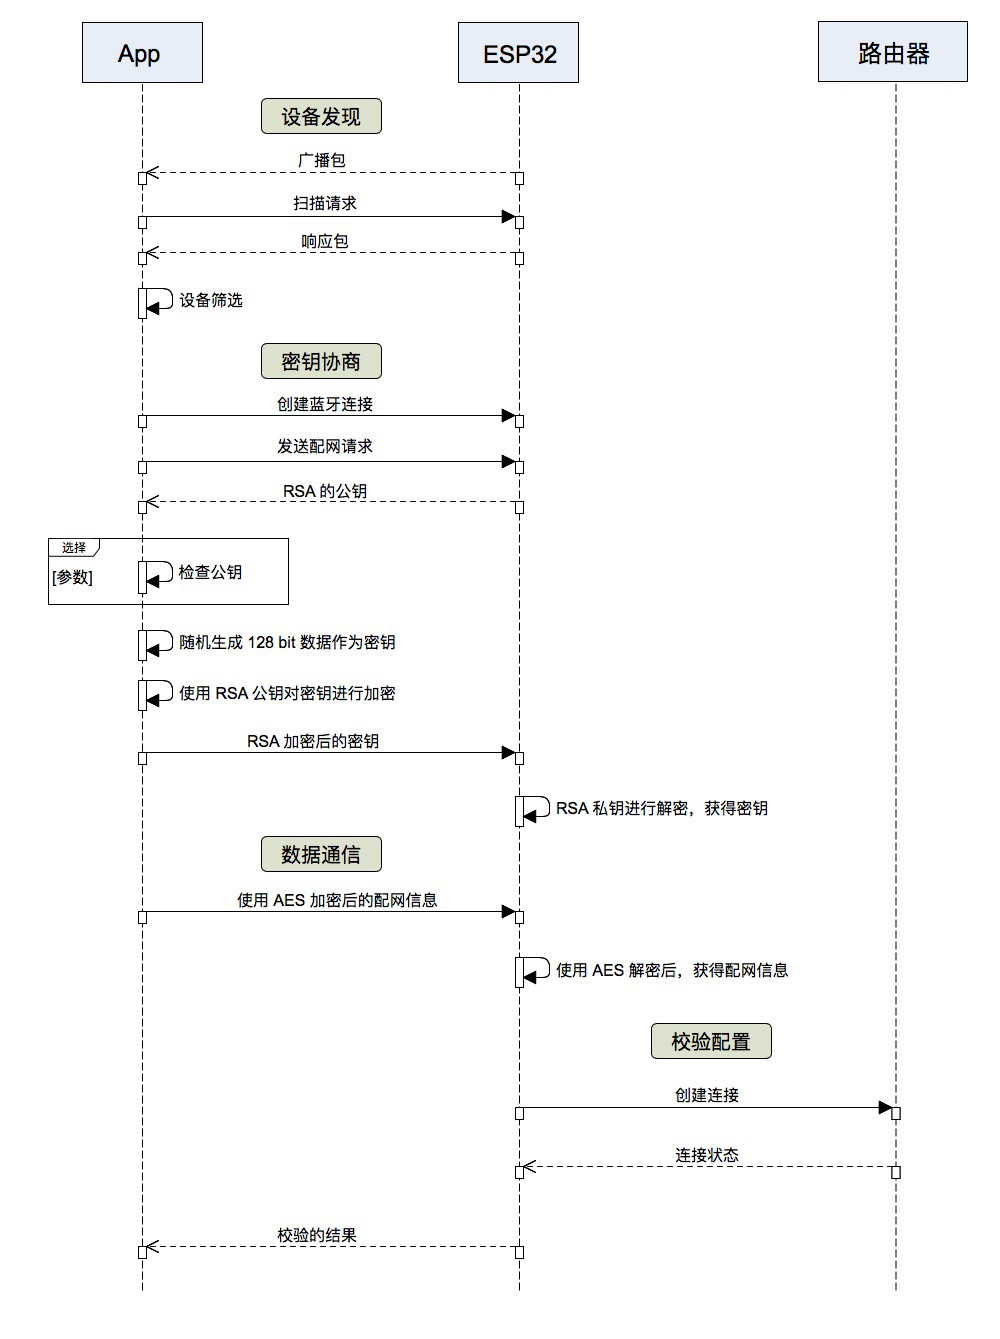 App
ESP32
路由器
设备发现
广播包
扫描请求
响应包
设备筛选
密钥协商
创建蓝牙连接
发送配网请求
RSA 的公钥
选择
[参数]
检查公钥
随机生成 128 bit 数据作为密钥
使用 RSA 公钥对密钥进行加密
RSA 加密后的密钥
RSA 私钥进行解密，获得密钥
数据通信
使用 AES 加密后的配网信息
使用 AES 解密后，获得配网信息
校验配置
创建连接
连接状态
校验的结果